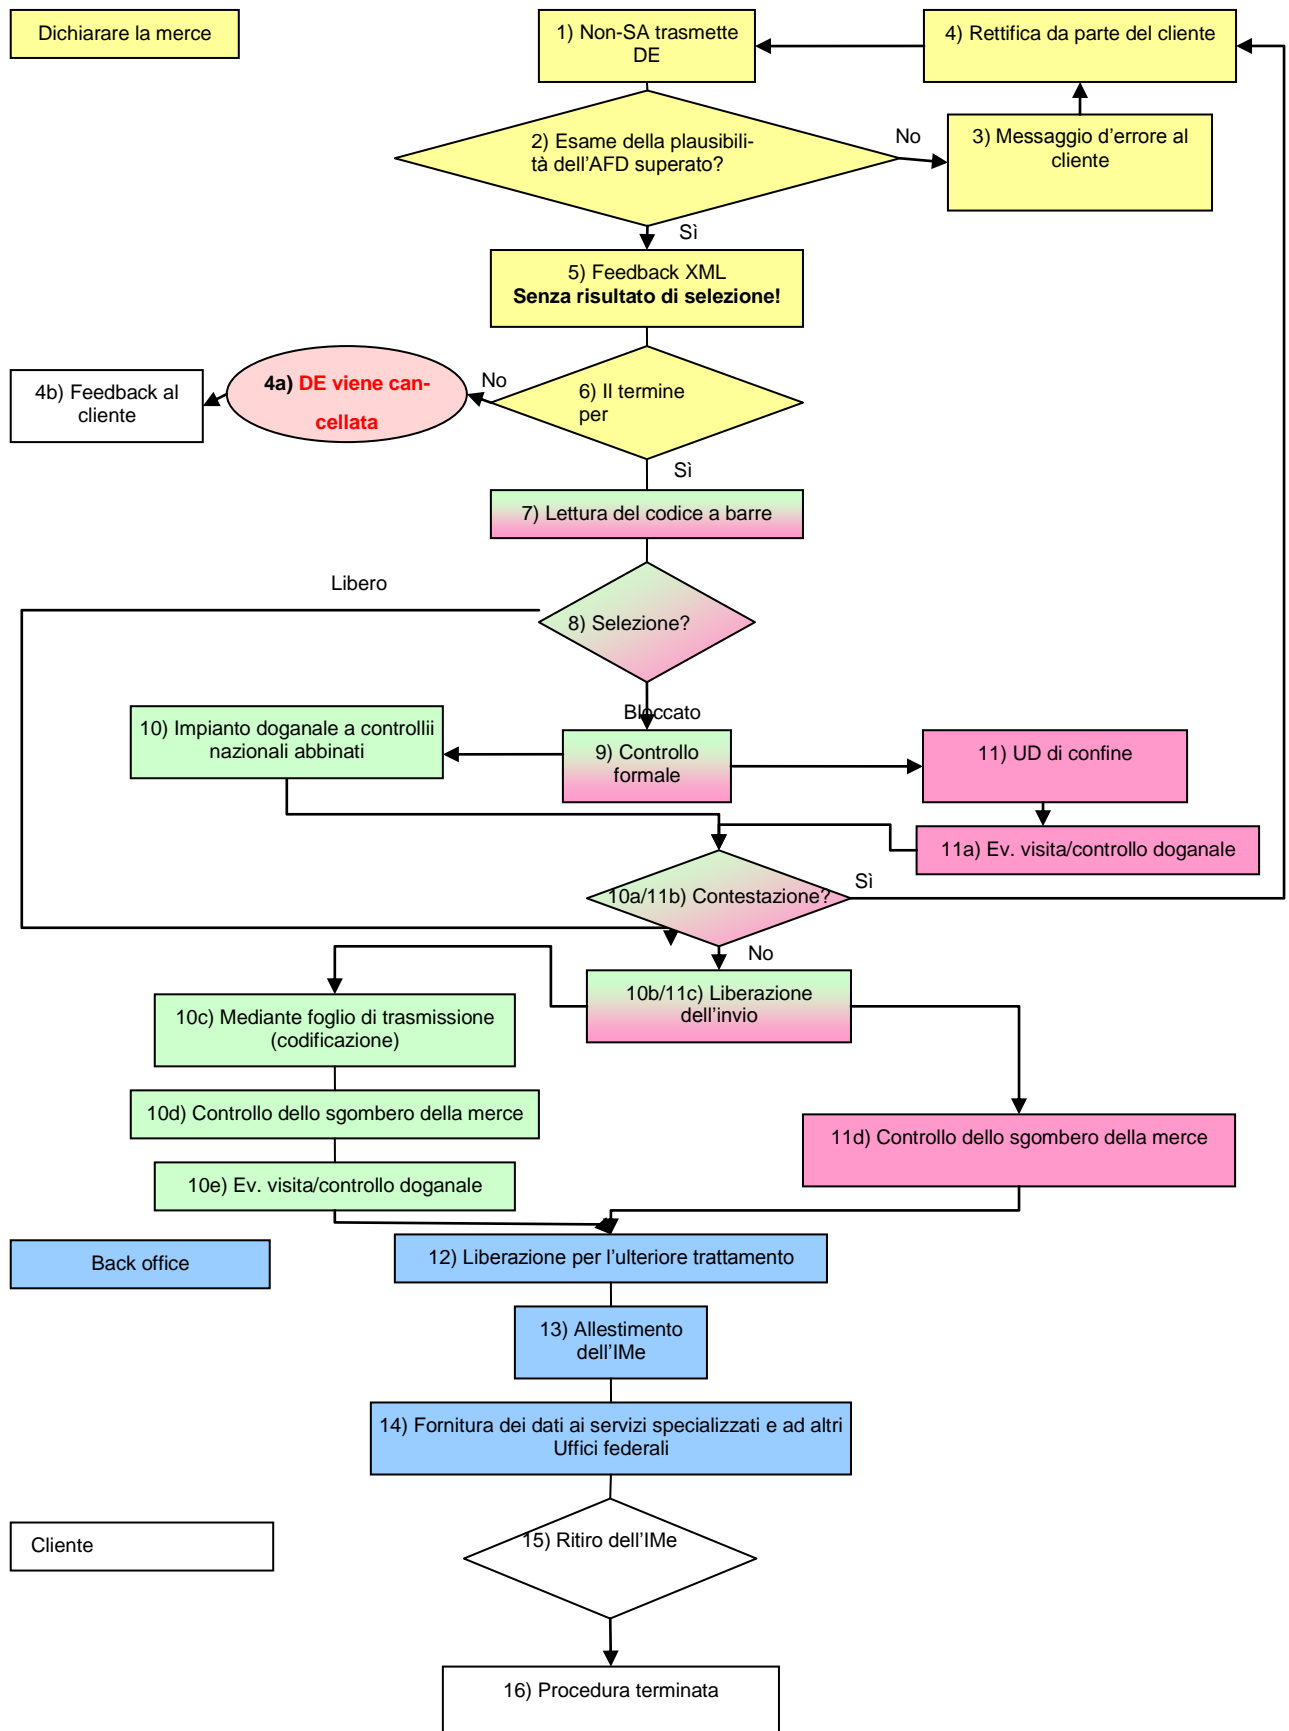 Dichiarare la merce
1) Non-SA trasmette
DE
4) Rettifica da parte del cliente
2) Esame della plausibili-
tà dell'AFD superato?
No
3) Messaggio d'errore al
cliente
Sì
5) Feedback XML
Senza risultato di selezione!
4b) Feedback al
cliente
4a) DE viene can-
cellata
No
6) Il termine
per
Sì
7) Lettura del codice a barre
Libero
8) Selezione?
Bloccato
10) Impianto doganale a controllii
nazionali abbinati
9) Controllo
formale
11) UD di confine
11a) Ev. visita/controllo doganale
10a/11b) Contestazione?
Sì
No
10b/11c) Liberazione
dell'invio
10c) Mediante foglio di trasmissione
(codificazione)
10d) Controllo dello sgombero della merce
11d) Controllo dello sgombero della merce
10e) Ev. visita/controllo doganale
Back office
12) Liberazione per l'ulteriore trattamento
13) Allestimento
dell'IMe
14) Fornitura dei dati ai servizi specializzati e ad altri
Uffici federali
Cliente
15) Ritiro dell'IMe
16) Procedura terminata